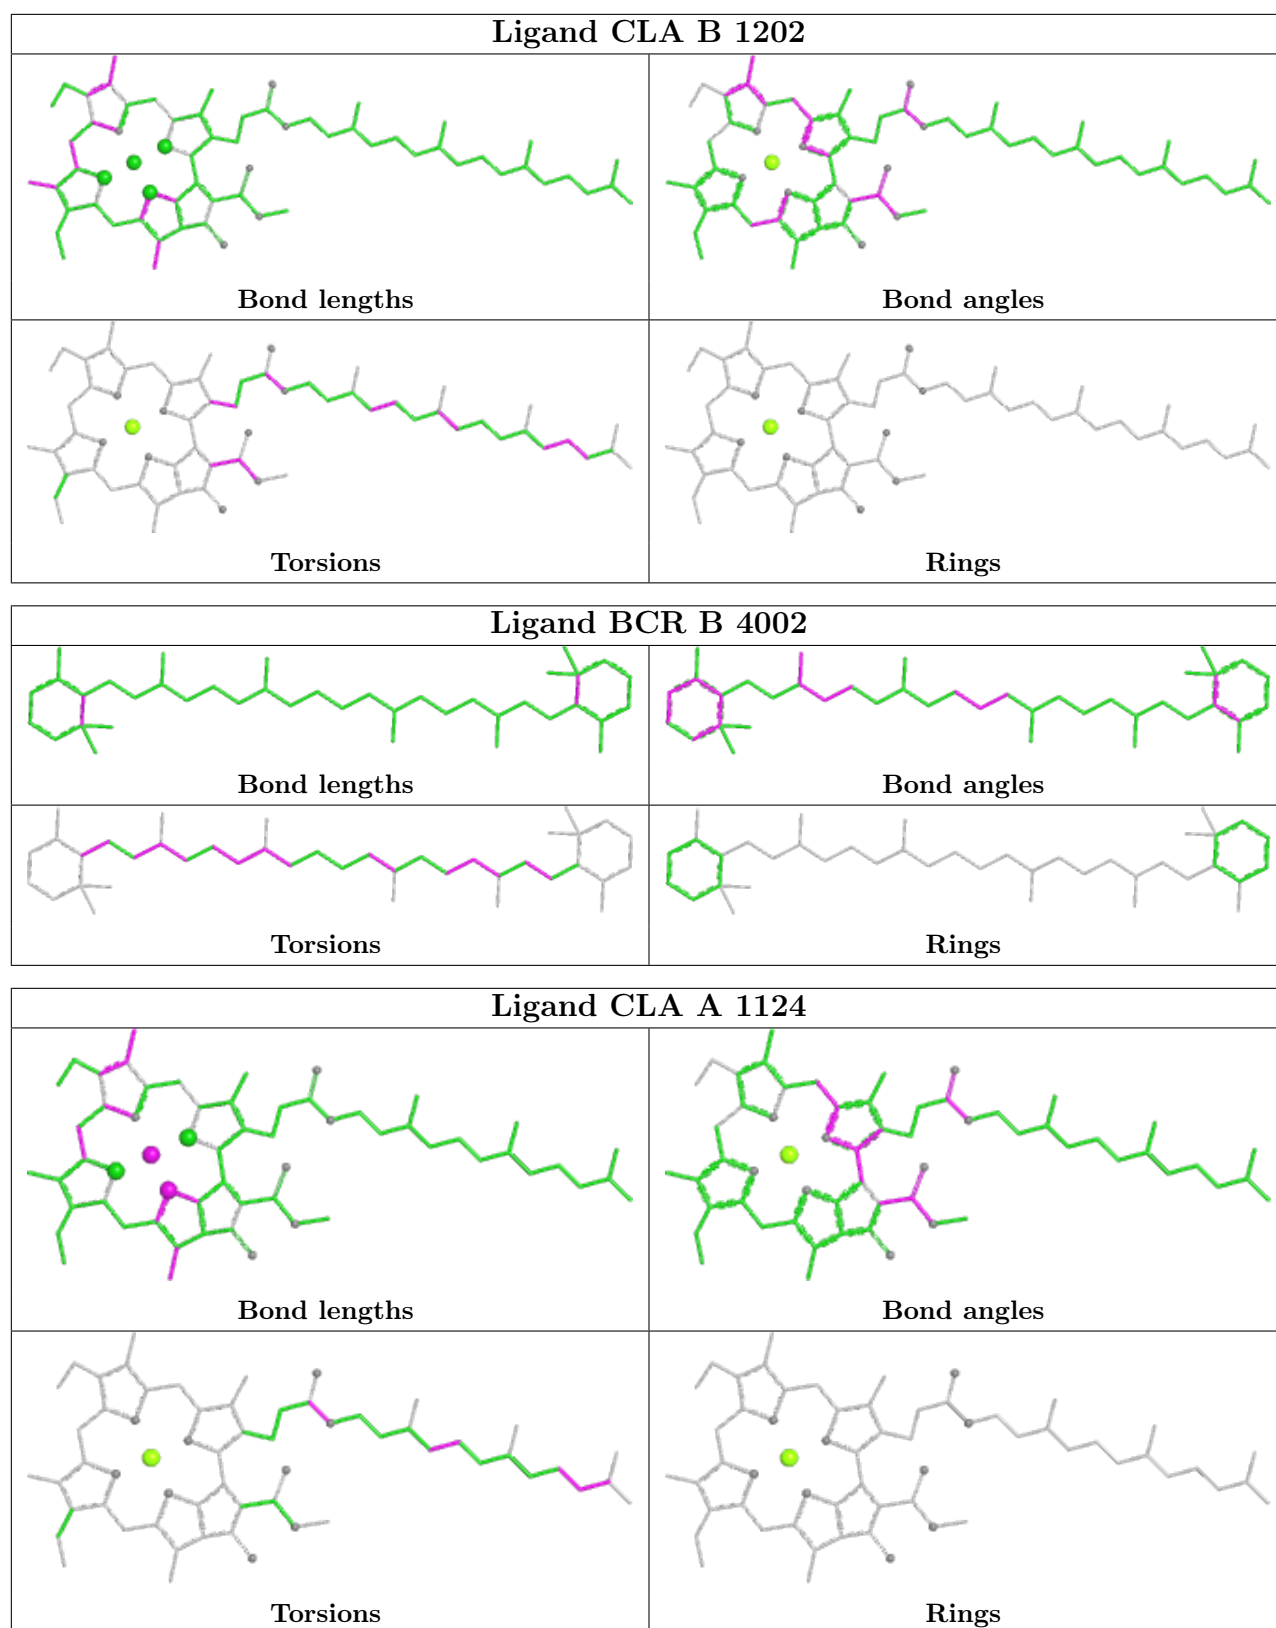 Ligand CLA B 1202
Bond lengths
Bond angles
Torsions
Rings
Ligand BCR B 4002
Bond lengths
Bond angles
Torsions
Rings
Ligand CLA A 1124
Bond lengths
Bond angles
Torsions
Rings